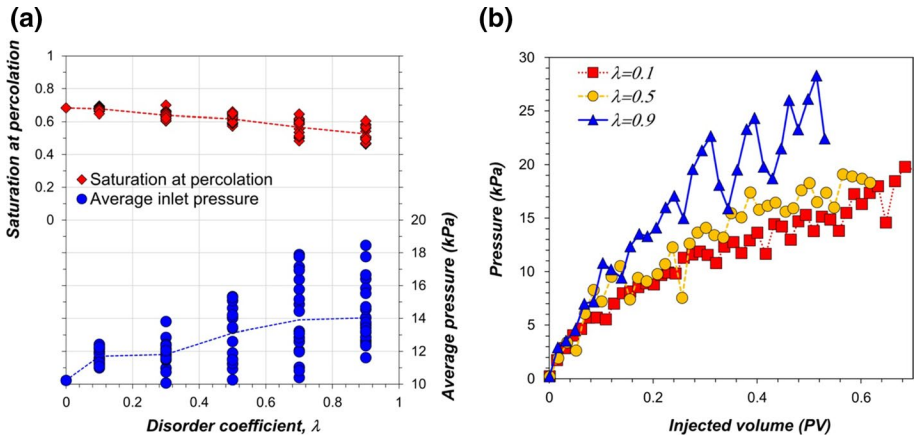 (a)
Saturation at percolation
1
0.8
0.6
0.4
0.2
0
Saturation at percolation
Average inlet pressure
20
18
16
14
12
10
Average pressure (kPa)
0 0.2 0.4 0.6 0.8 1
Disorder coefficient, λ
(b)
Pressure (kPa)
30
25
20
15
10
5
0
λ=0.1
λ=0.5
λ=0.9
0 0.2 0.4 0.6
Injected volume (PV)